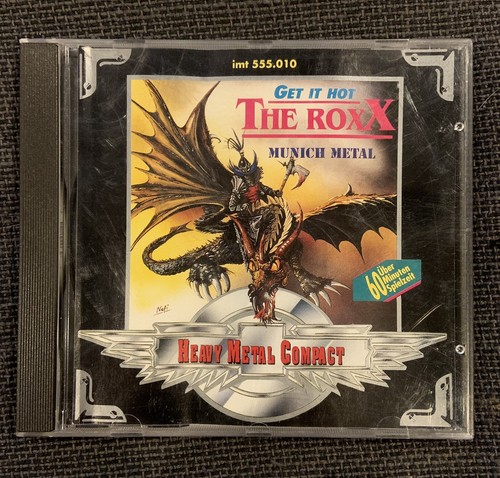 imt 555.010
GET IT HOT
THE ROXX
MUNICH METAL
60 Über
Minuten
Spielzeit
HEAVY METAL COMPACT